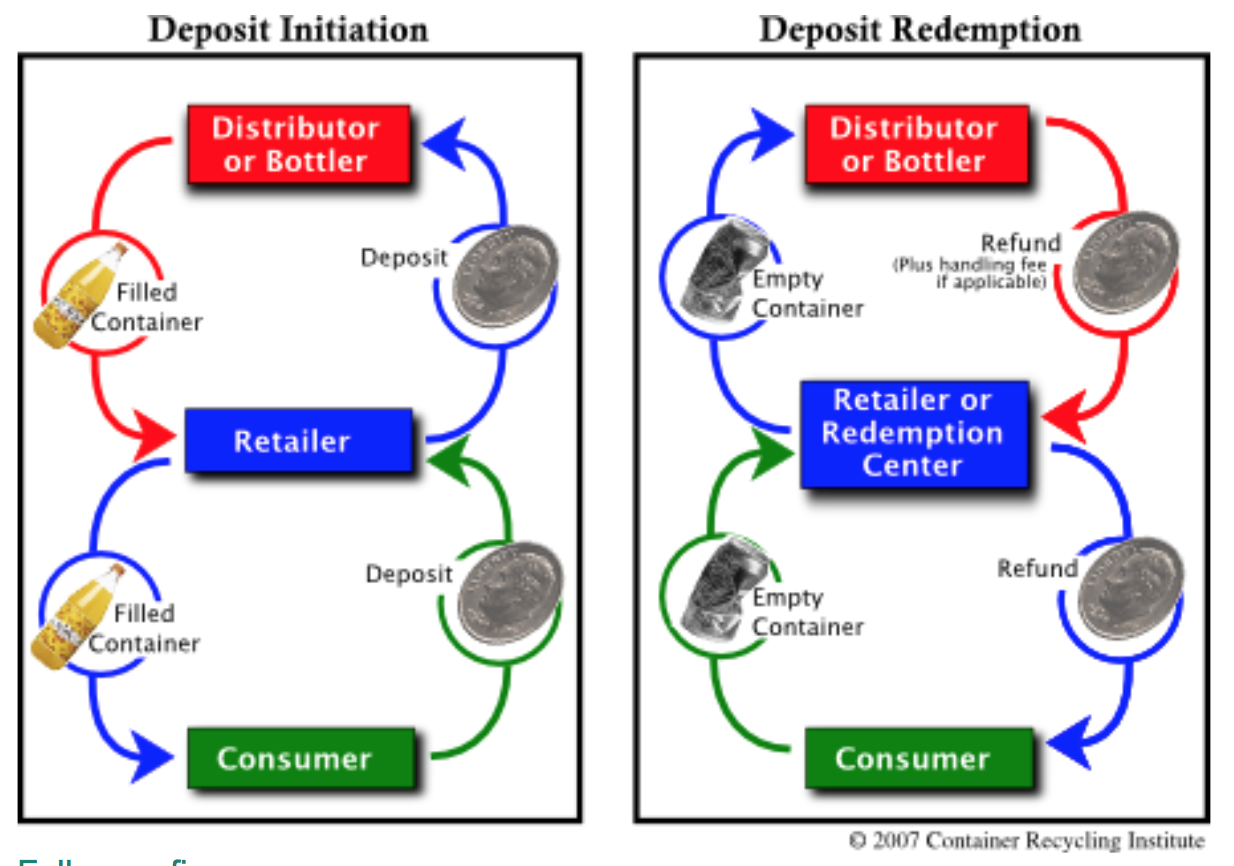 Deposit Initiation
Distributor
or Bottler
Deposit
Filled
Container
Retailer
Deposit
Filled
Container
Consumer
Deposit Redemption
Distributor
or Bottler
Refund
(Plus handling fee
if applicable)
Empty
Container
Retailer or
Redemption
Center
Refund
Empty
Container
Consumer
© 2007 Container Recycling Institute